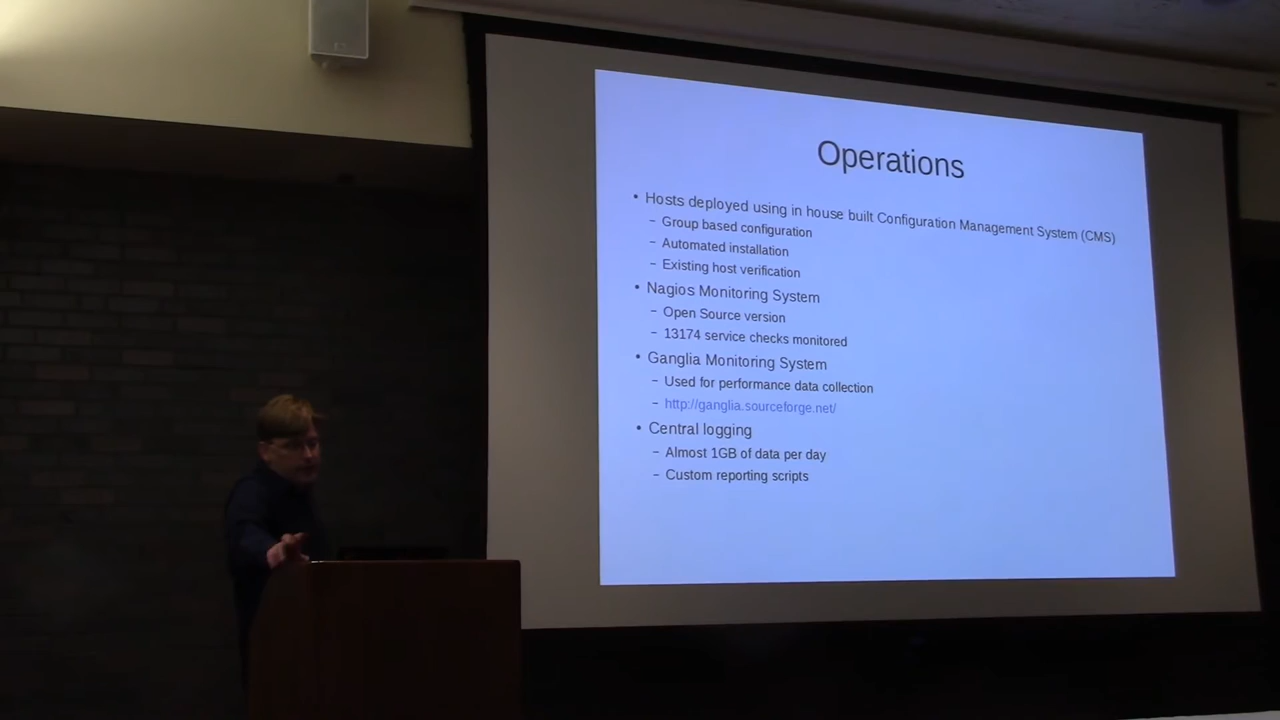 Operations
• Hosts deployed using in house built Configuration Management System (CMS)
– Group based configuration
– Automated installation
– Existing host verification
• Nagios Monitoring System
– Open Source version
– 13174 service checks monitored
• Ganglia Monitoring System
– Used for performance data collection
– http://ganglia.sourceforge.net/
• Central logging
– Almost 1GB of data per day
– Custom reporting scripts